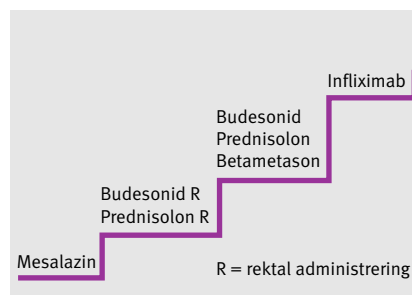 Infliximab
Budesonid
Prednisolon
Betametason
Budesonid R
Prednisolon R
Mesalazin
R = rektal administrering